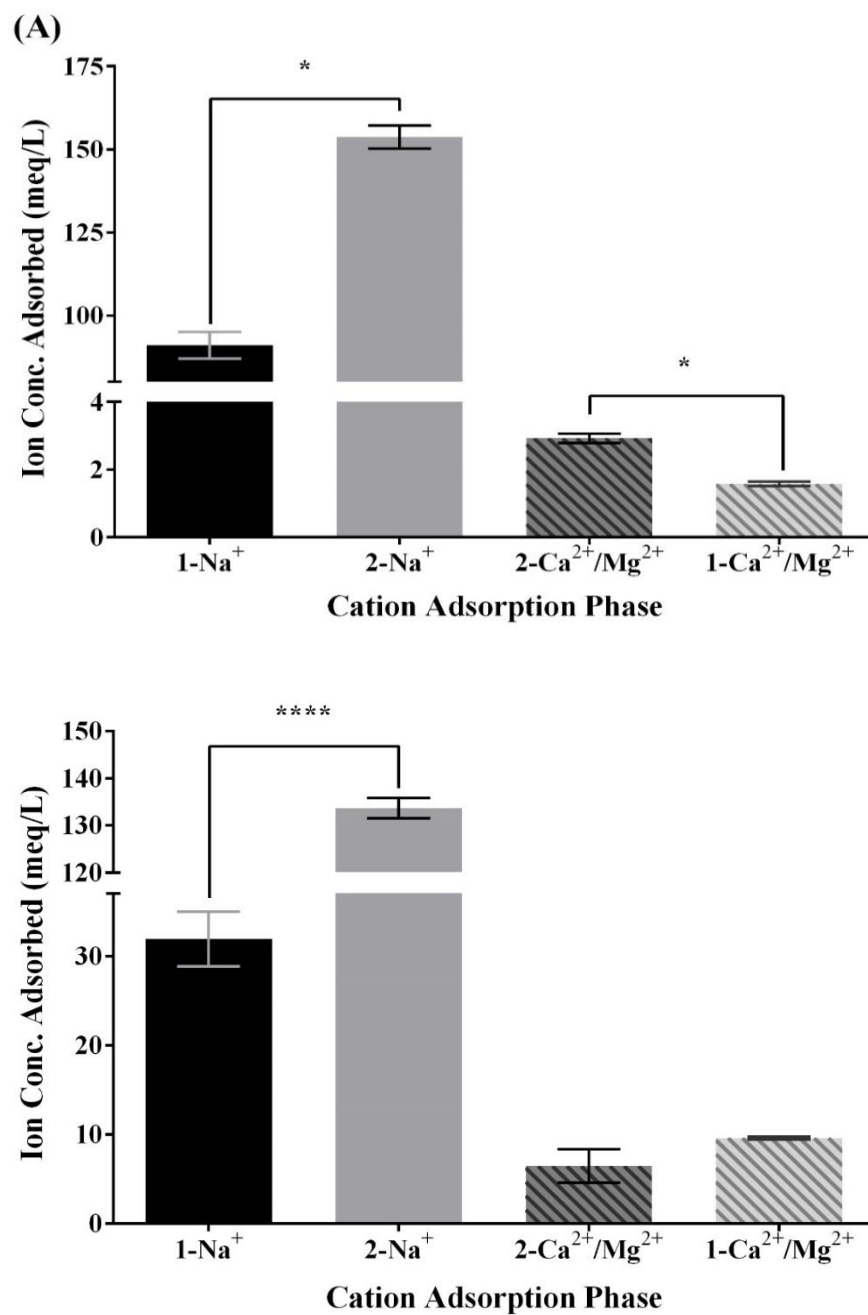 (A)
*
175
150
125
100
*
4
2
0
Ion Conc. Adsorbed (meq/L)
1-Na⁺ 2-Na⁺ 2-Ca²⁺/Mg²⁺ 1-Ca²⁺/Mg²⁺
Cation Adsorption Phase
****
150
140
130
120
30
20
10
0
Ion Conc. Adsorbed (meq/L)
1-Na⁺ 2-Na⁺ 2-Ca²⁺/Mg²⁺ 1-Ca²⁺/Mg²⁺
Cation Adsorption Phase